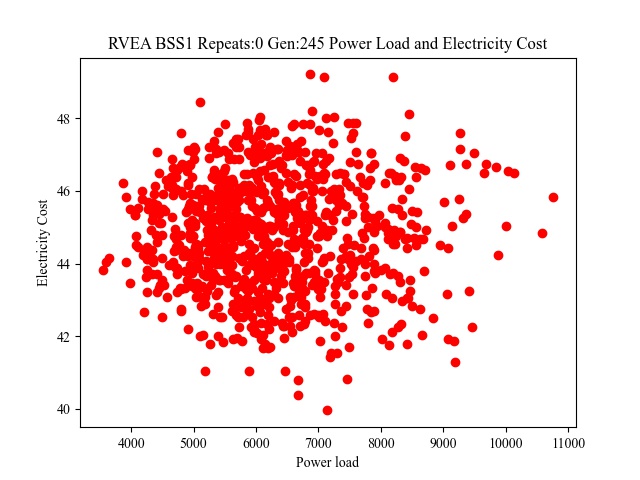 RVEA BSS1 Repeats:0 Gen:245 Power Load and Electricity Cost
48
46
44
42
40
Electricity Cost
4000 5000 6000 7000 8000 9000 10000 11000
Power load